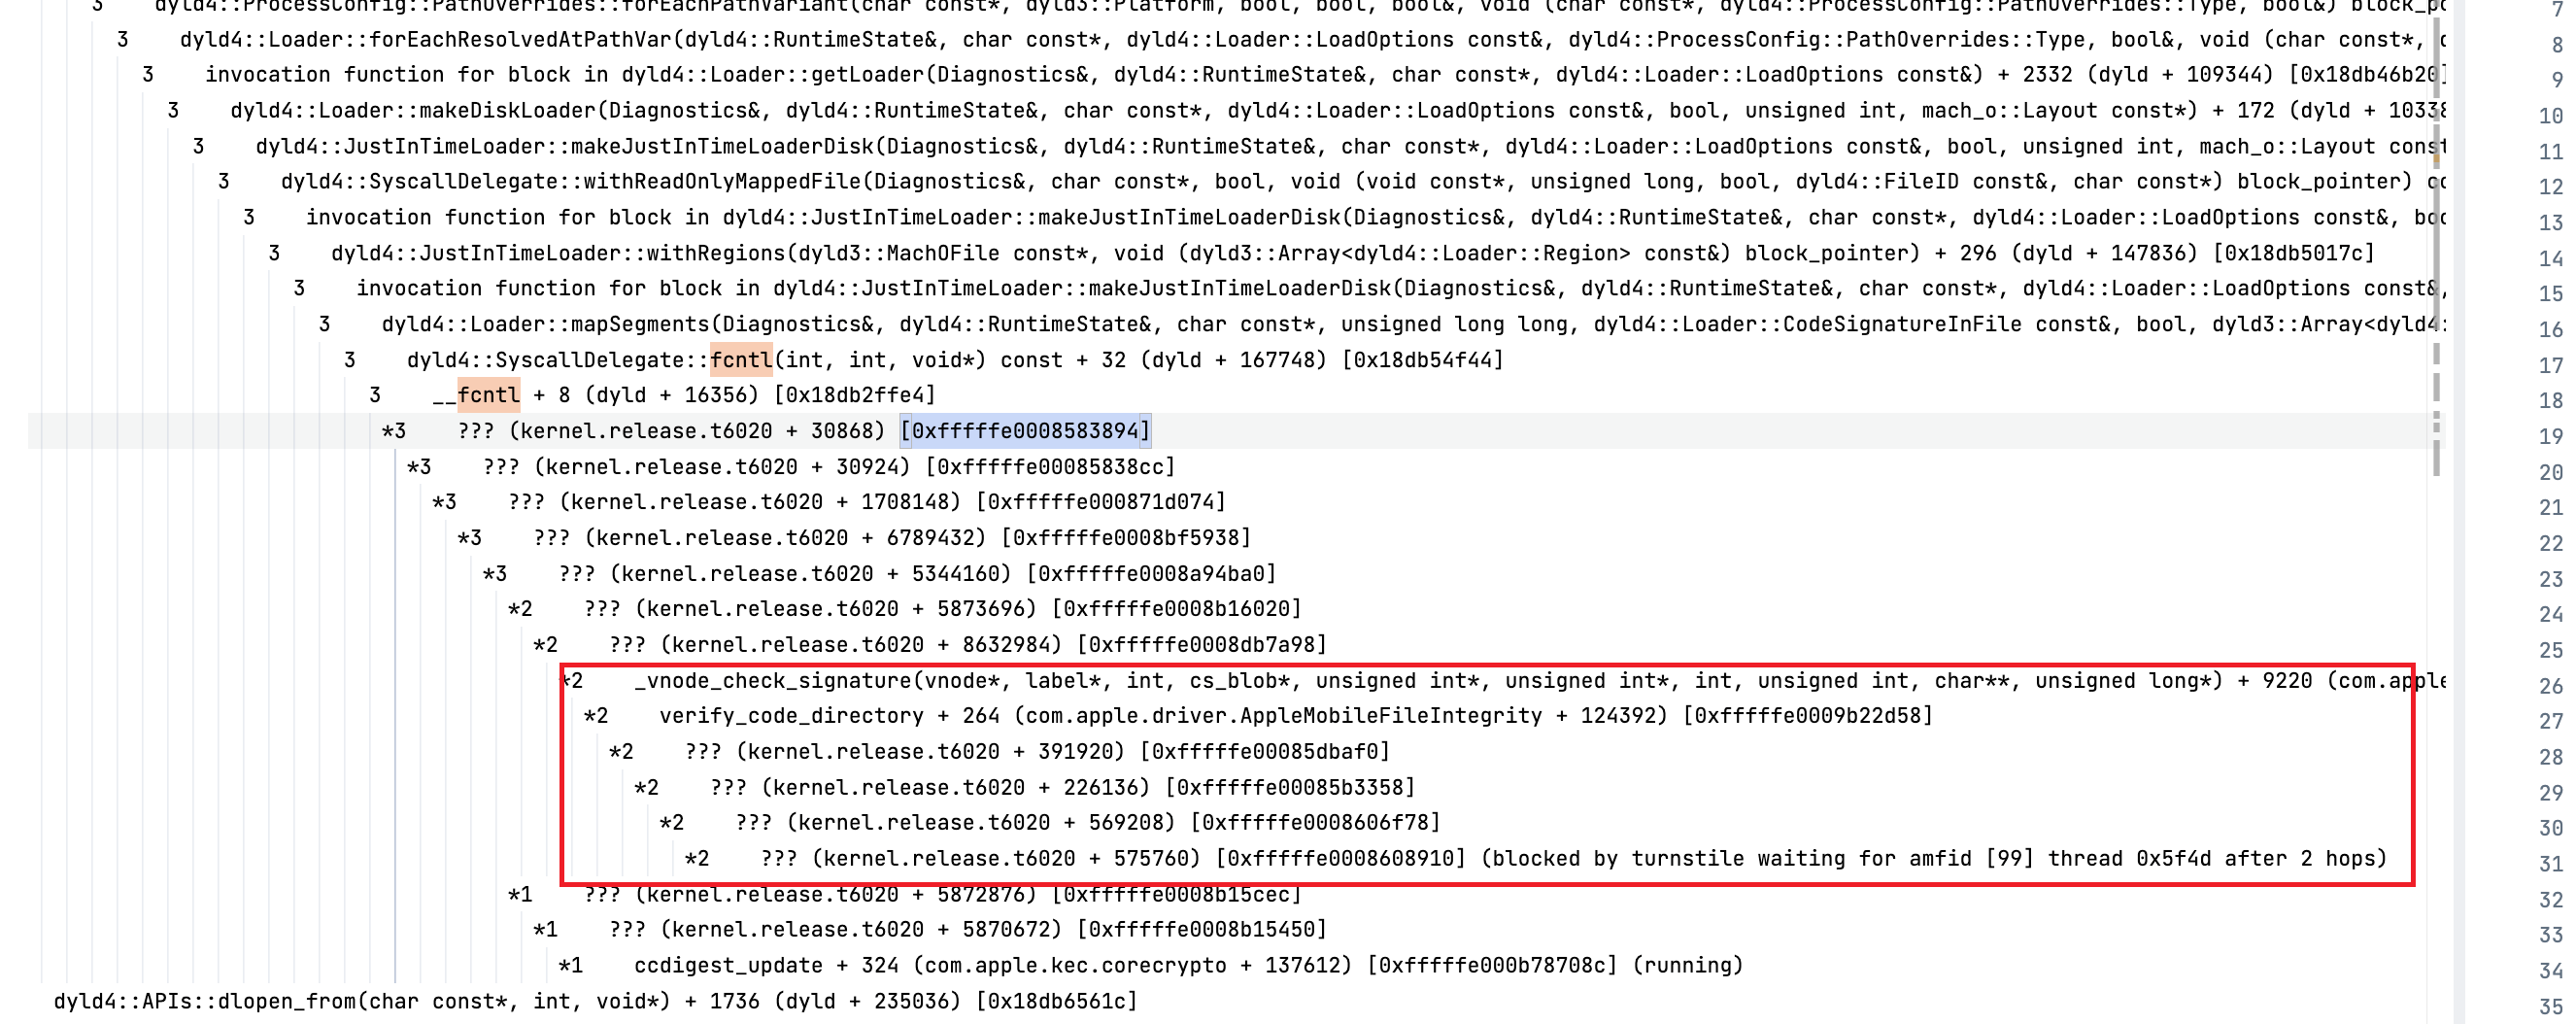 3 dyld4::ProcessConfig::PathOverrides::forEachPathVariant(char const*, dyld3::Platform, bool, bool, bool&, void (char const*, dyld4::ProcessConfig::PathOverrides::Type, bool&) block_po 7
3 dyld4::Loader::forEachResolvedAtPathVar(dyld4::RuntimeState&, char const*, dyld4::Loader::LoadOptions const&, dyld4::ProcessConfig::PathOverrides::Type, bool&, void (char const*, d 8
3 invocation function for block in dyld4::Loader::getLoader(Diagnostics&, dyld4::RuntimeState&, char const*, dyld4::Loader::LoadOptions const&) + 2332 (dyld + 109344) [0x18db46b20] 9
3 dyld4::Loader::makeDiskLoader(Diagnostics&, dyld4::RuntimeState&, char const*, dyld4::Loader::LoadOptions const&, bool, unsigned int, mach_o::Layout const*) + 172 (dyld + 10338 10
3 dyld4::JustInTimeLoader::makeJustInTimeLoaderDisk(Diagnostics&, dyld4::RuntimeState&, char const*, dyld4::Loader::LoadOptions const&, bool, unsigned int, mach_o::Layout const 11
3 dyld4::SyscallDelegate::withReadOnlyMappedFile(Diagnostics&, char const*, bool, void (void const*, unsigned long, bool, dyld4::FileID const&, char const*) block_pointer) co 12
3 invocation function for block in dyld4::JustInTimeLoader::makeJustInTimeLoaderDisk(Diagnostics&, dyld4::RuntimeState&, char const*, dyld4::Loader::LoadOptions const&, boo 13
3 dyld4::JustInTimeLoader::withRegions(dyld3::MachOFile const*, void (dyld3::Array<dyld4::Loader::Region> const&) block_pointer) + 296 (dyld + 147836) [0x18db5017c] 14
3 invocation function for block in dyld4::JustInTimeLoader::makeJustInTimeLoaderDisk(Diagnostics&, dyld4::RuntimeState&, char const*, dyld4::Loader::LoadOptions const&, 15
3 dyld4::Loader::mapSegments(Diagnostics&, dyld4::RuntimeState&, char const*, unsigned long long, dyld4::Loader::CodeSignatureInFile const&, bool, dyld3::Array<dyld4: 16
3 dyld4::SyscallDelegate::fcntl(int, int, void*) const + 32 (dyld + 167748) [0x18db54f44] 17
3 __fcntl + 8 (dyld + 16356) [0x18db2ffe4] 18
*3 ??? (kernel.release.t6020 + 30868) [0xfffffe0008583894] 19
*3 ??? (kernel.release.t6020 + 30924) [0xfffffe00085838cc] 20
*3 ??? (kernel.release.t6020 + 1708148) [0xfffffe000871d074] 21
*3 ??? (kernel.release.t6020 + 6789432) [0xfffffe0008bf5938] 22
*3 ??? (kernel.release.t6020 + 5344160) [0xfffffe0008a94ba0] 23
*2 ??? (kernel.release.t6020 + 5873696) [0xfffffe0008b16020] 24
*2 ??? (kernel.release.t6020 + 8632984) [0xfffffe0008db7a98] 25
*2 _vnode_check_signature(vnode*, label*, int, cs_blob*, unsigned int*, unsigned int*, int, unsigned int, char**, unsigned long*) + 9220 (com.apple 26
*2 verify_code_directory + 264 (com.apple.driver.AppleMobileFileIntegrity + 124392) [0xfffffe0009b22d58] 27
*2 ??? (kernel.release.t6020 + 391920) [0xfffffe00085dbaf0] 28
*2 ??? (kernel.release.t6020 + 226136) [0xfffffe00085b3358] 29
*2 ??? (kernel.release.t6020 + 569208) [0xfffffe0008606f78] 30
*2 ??? (kernel.release.t6020 + 575760) [0xfffffe0008608910] (blocked by turnstile waiting for amfid [99] thread 0x5f4d after 2 hops) 31
*1 ??? (kernel.release.t6020 + 5872876) [0xfffffe0008b15cec] 32
*1 ??? (kernel.release.t6020 + 5870672) [0xfffffe0008b15450] 33
*1 ccdigest_update + 324 (com.apple.kec.corecrypto + 137612) [0xfffffe000b78708c] (running) 34
dyld4::APIs::dlopen_from(char const*, int, void*) + 1736 (dyld + 235036) [0x18db6561c] 35